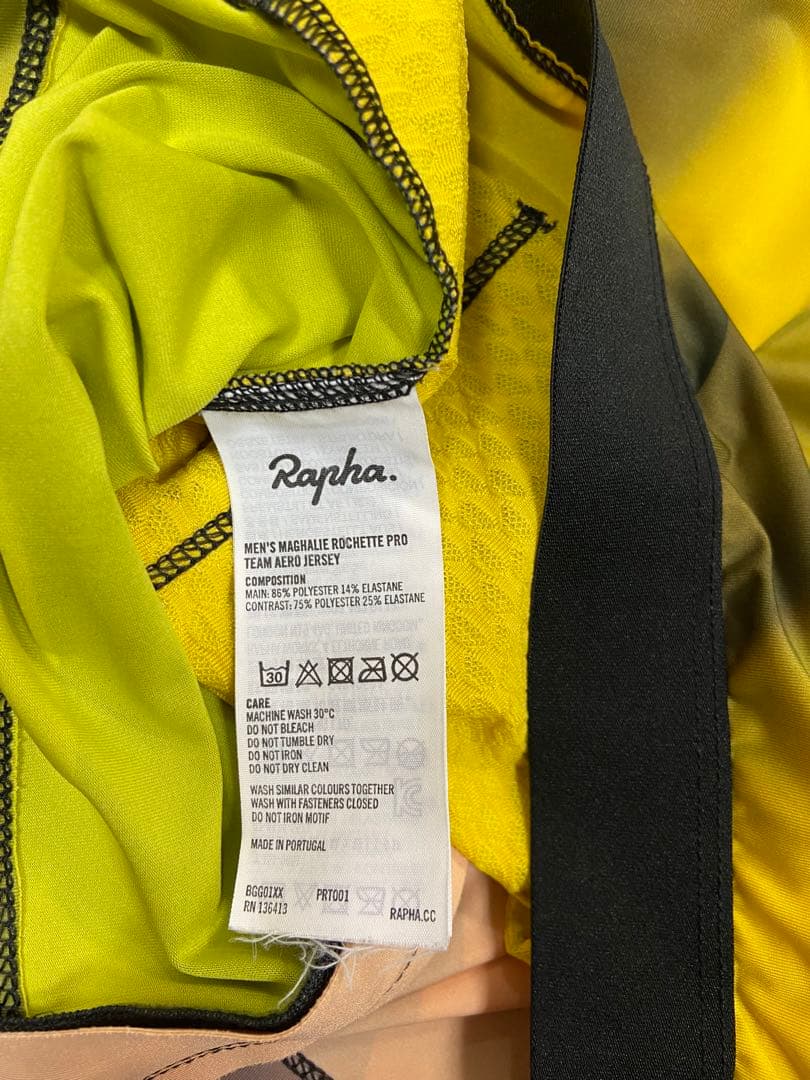 Rapha.
MEN'S MAGHALIE ROCHETTE PRO
TEAM AERO JERSEY
COMPOSITION
MAIN: 86% POLYESTER 14% ELASTANE
CONTRAST: 75% POLYESTER 25% ELASTANE
30
CARE
MACHINE WASH 30°C
DO NOT BLEACH
DO NOT TUMBLE DRY
DO NOT IRON
DO NOT DRY CLEAN
WASH SIMILAR COLOURS TOGETHER
WASH WITH FASTENERS CLOSED
DO NOT IRON MOTIF
MADE IN PORTUGAL
BGG01XX PRT001
RN 136413 RAPHA.CC